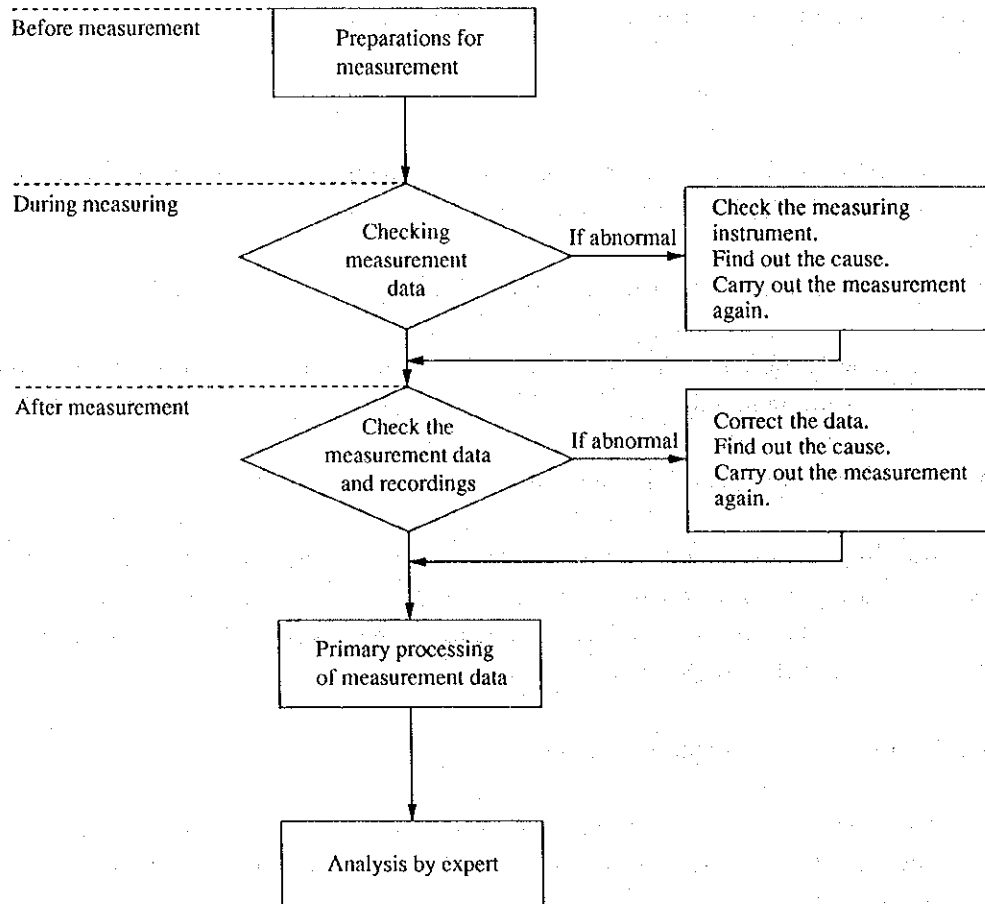 Before measurement
Preparations for
measurement
During measuring
Checking
measurement
data
If abnormal
Check the measuring
instrument.
Find out the cause.
Carry out the measurement
again.
After measurement
Check the
measurement data
and recordings
If abnormal
Correct the data.
Find out the cause.
Carry out the measurement
again.
Primary processing
of measurement data
Analysis by expert